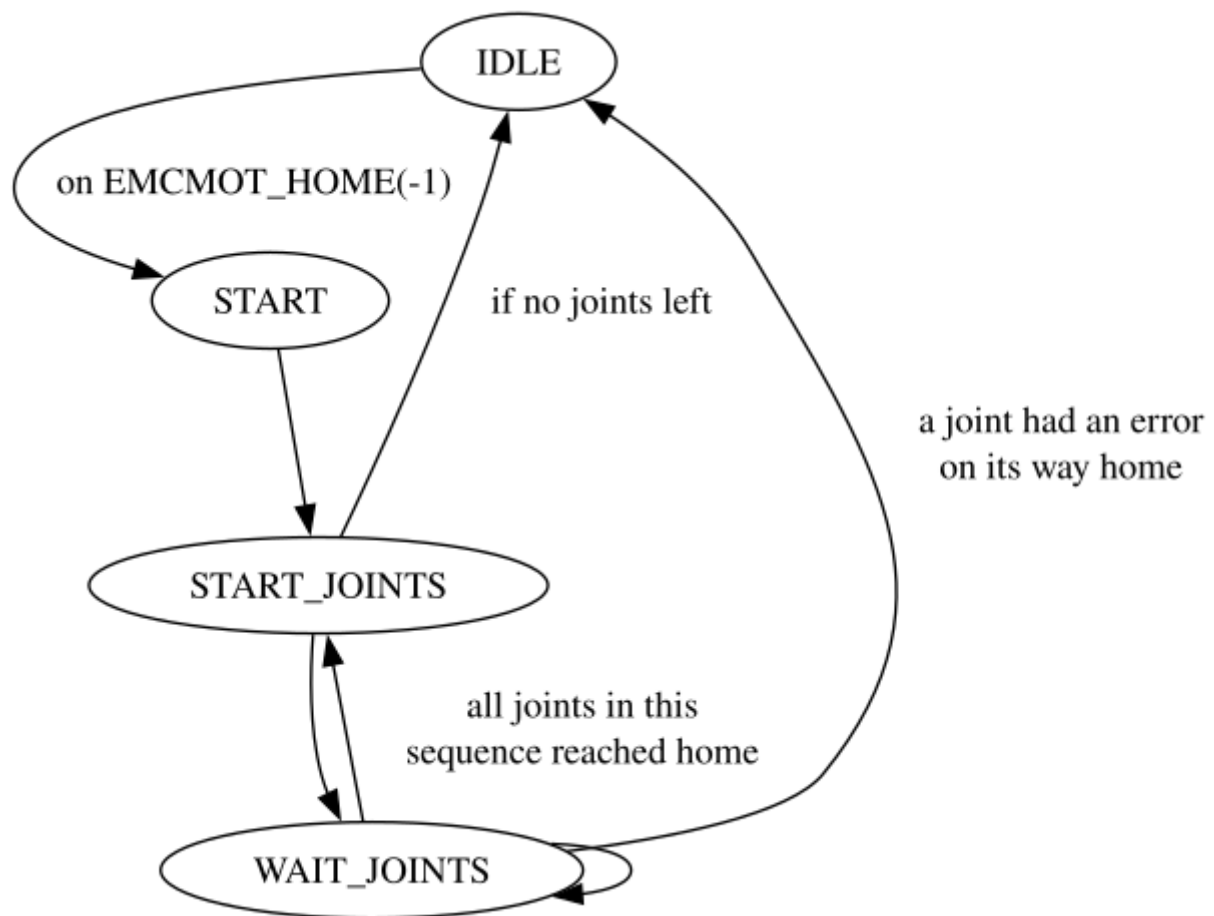 IDLE
on EMCMOT_HOME(-1)
START
if no joints left
a joint had an error
on its way home
START_JOINTS
all joints in this
sequence reached home
WAIT_JOINTS